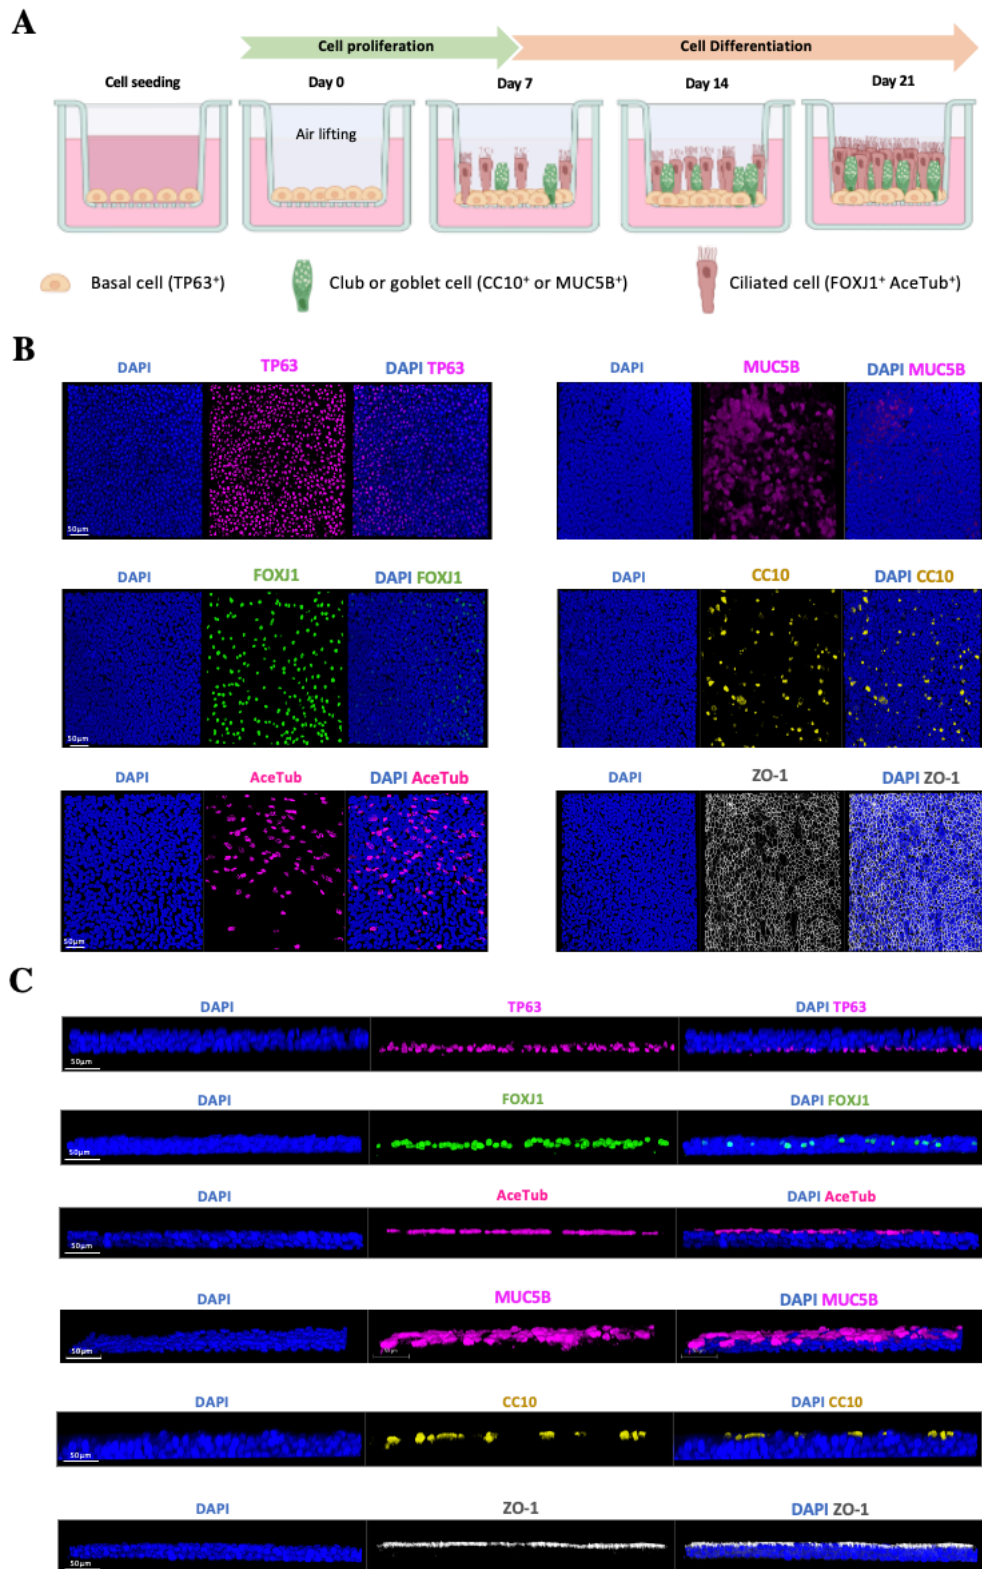 A
Cell proliferation
Cell Differentiation
Cell seeding
Day 0
Day 7
Day 14
Day 21
Air lifting
Basal cell (TP63⁺)
Club or goblet cell (CC10⁺ or MUC5B⁺)
Ciliated cell (FOXJ1⁺ AceTub⁺)
B
DAPI
TP63
DAPI TP63
DAPI
MUC5B
DAPI MUC5B
50μm
DAPI
FOXJ1
DAPI FOXJ1
DAPI
CC10
DAPI CC10
50μm
DAPI
AceTub
DAPI AceTub
DAPI
ZO-1
DAPI ZO-1
50μm
C
DAPI
TP63
DAPI TP63
50μm
DAPI
FOXJ1
DAPI FOXJ1
50μm
DAPI
AceTub
DAPI AceTub
50μm
DAPI
MUC5B
DAPI MUC5B
50μm
DAPI
CC10
DAPI CC10
50μm
DAPI
ZO-1
DAPI ZO-1
50μm